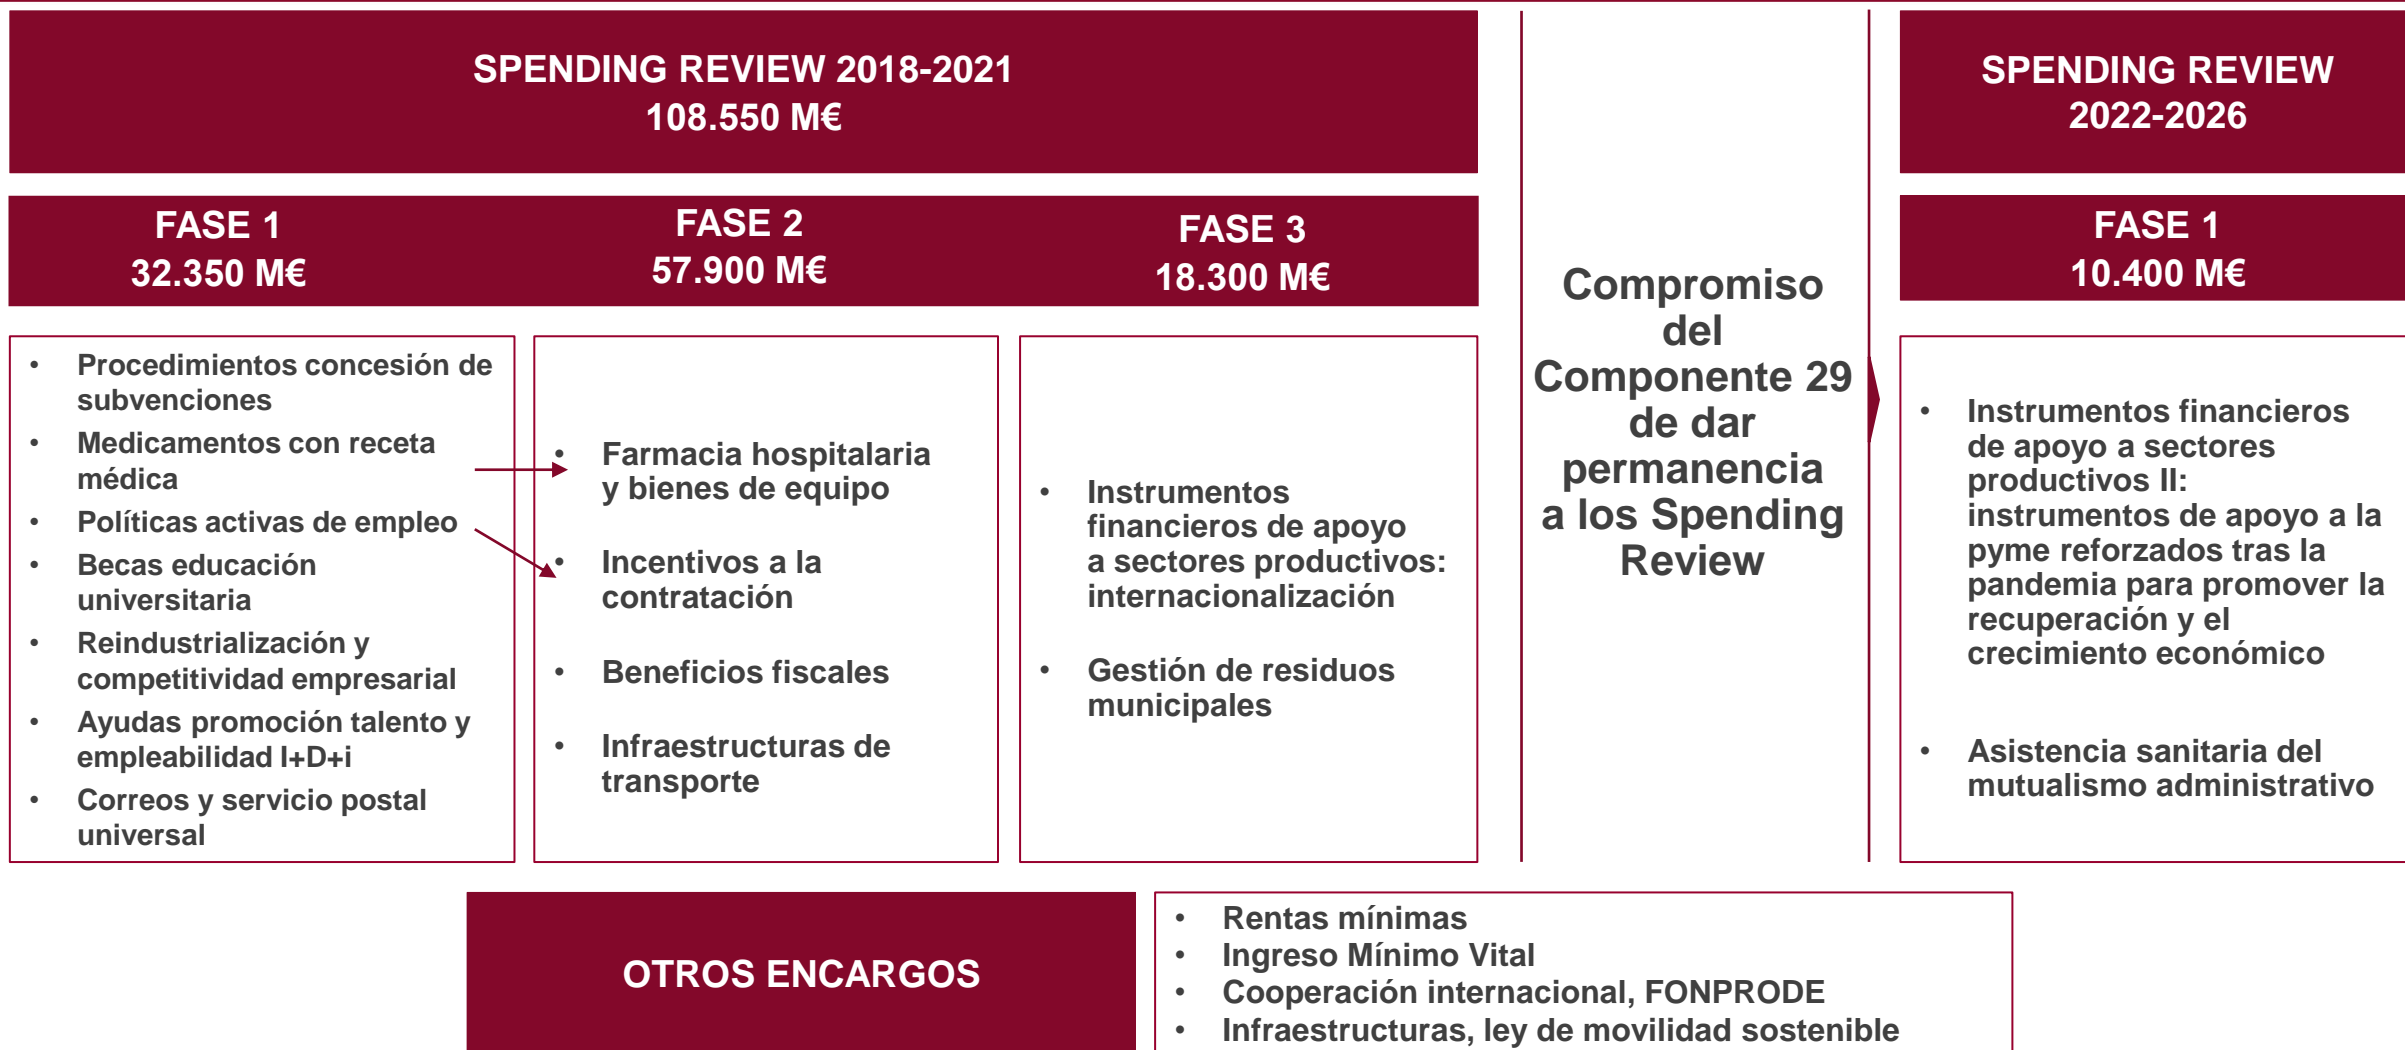 SPENDING REVIEW 2018-2021
108.550 M€
FASE 1
32.350 M€
FASE 2
57.900 M€
FASE 3
18.300 M€
• Procedimientos concesión de
subvenciones
• Medicamentos con receta
médica
• Políticas activas de empleo
• Becas educación
universitaria
• Reindustrialización y
competitividad empresarial
• Ayudas promoción talento y
empleabilidad I+D+i
• Correos y servicio postal
universal
• Farmacia hospitalaria
y bienes de equipo
• Incentivos a la
contratación
• Beneficios fiscales
• Infraestructuras de
transporte
• Instrumentos
financieros de apoyo
a sectores productivos:
internacionalización
• Gestión de residuos
municipales
Compromiso
del
Componente 29
de dar
permanencia
a los Spending
Review
SPENDING REVIEW
2022-2026
FASE 1
10.400 M€
• Instrumentos financieros
de apoyo a sectores
productivos II:
instrumentos de apoyo a la
pyme reforzados tras la
pandemia para promover la
recuperación y el
crecimiento económico
• Asistencia sanitaria del
mutualismo administrativo
OTROS ENCARGOS
• Rentas mínimas
• Ingreso Mínimo Vital
• Cooperación internacional, FONPRODE
• Infraestructuras, ley de movilidad sostenible